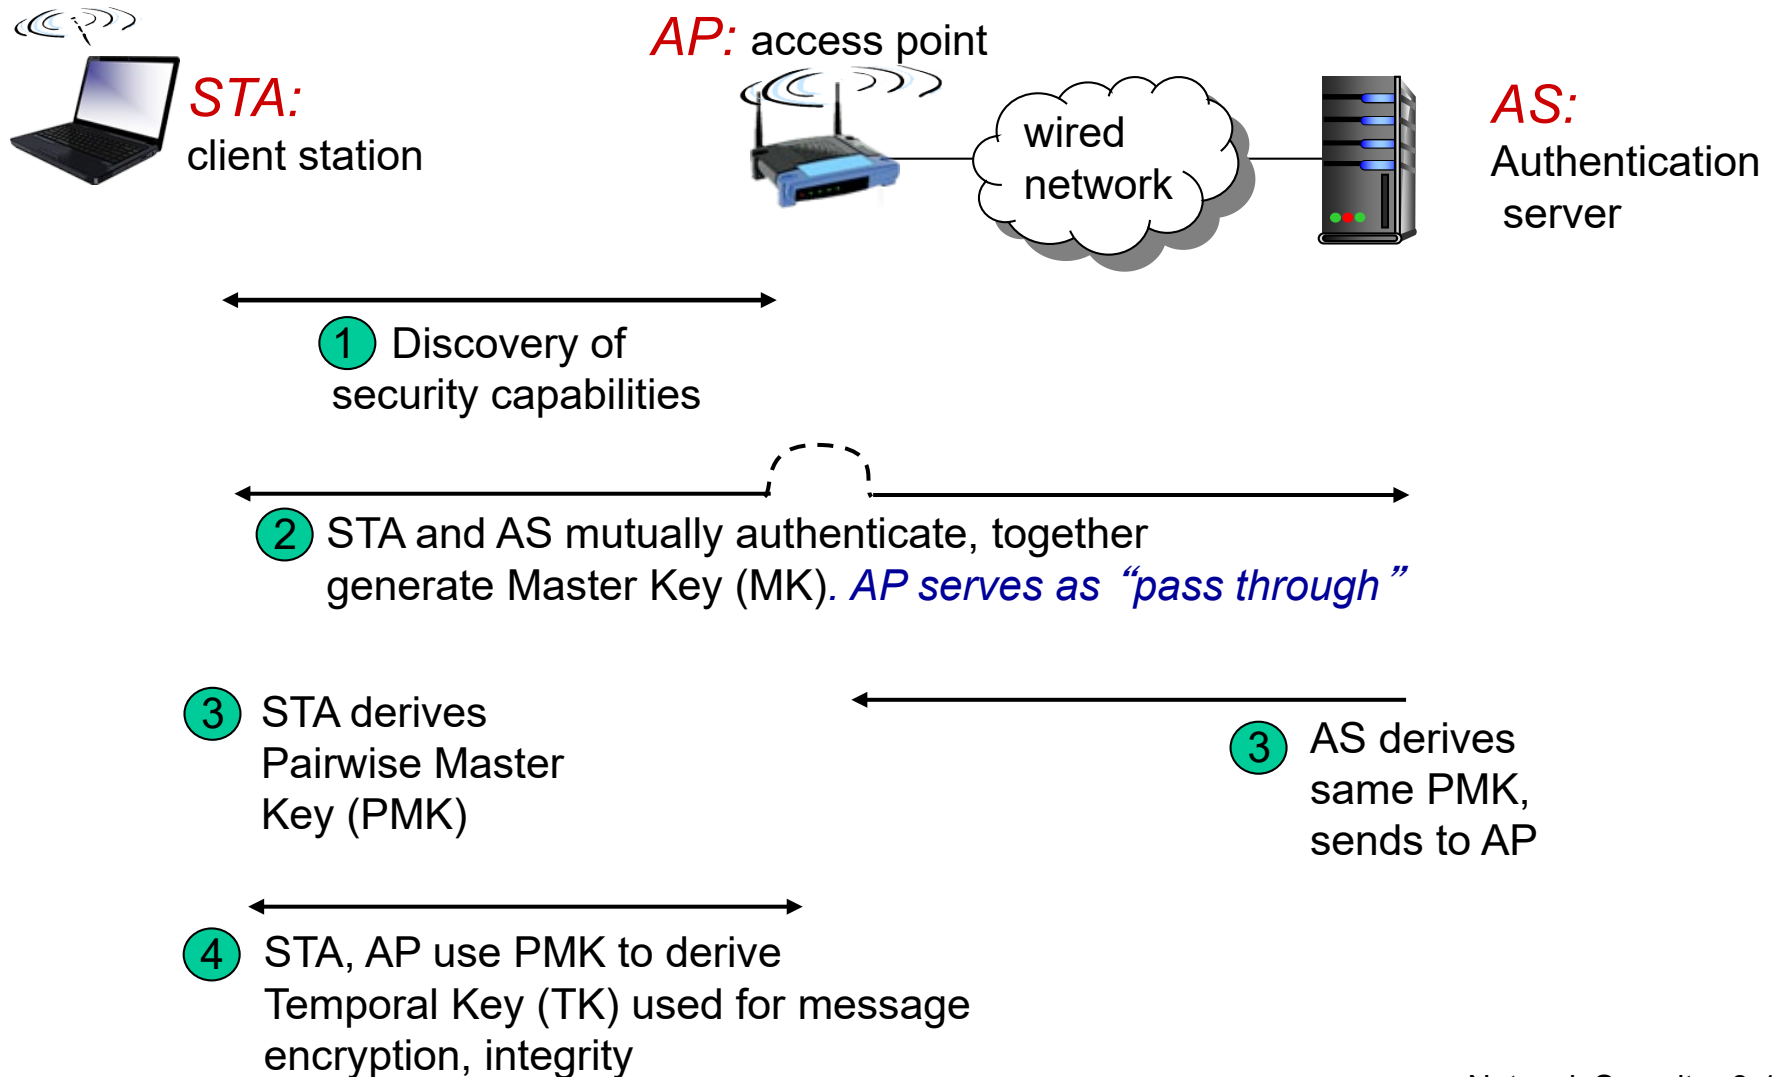 AP: access point
STA:
client station
wired
network
AS:
Authentication
server
1 Discovery of
security capabilities
2 STA and AS mutually authenticate, together
generate Master Key (MK). AP serves as “pass through”
3 STA derives
Pairwise Master
Key (PMK)
3 AS derives
same PMK,
sends to AP
4 STA, AP use PMK to derive
Temporal Key (TK) used for message
encryption, integrity